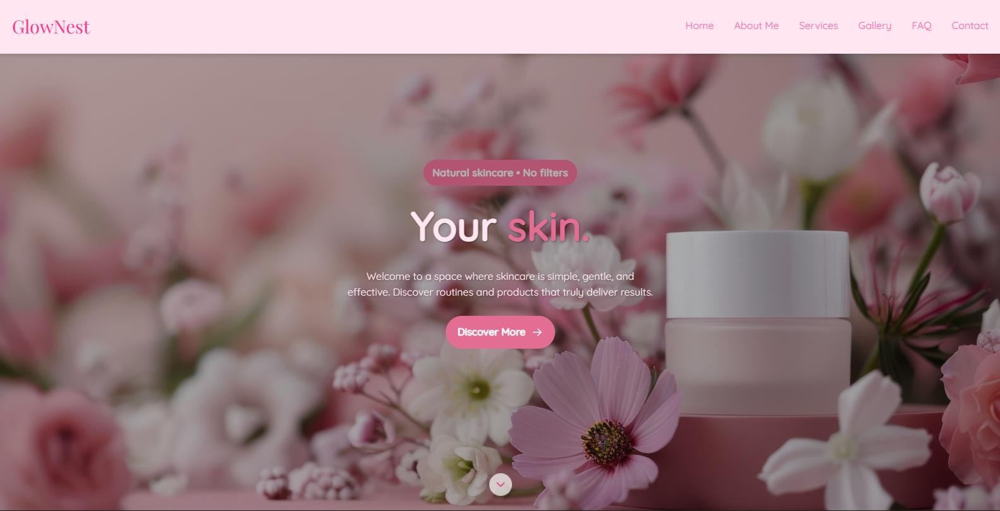 GlowNest
Home About Me Services Gallery FAQ Contact
Natural skincare • No filters
Your skin.
Welcome to a space where skincare is simple, gentle, and
effective. Discover routines and products that truly deliver results.
Discover More →